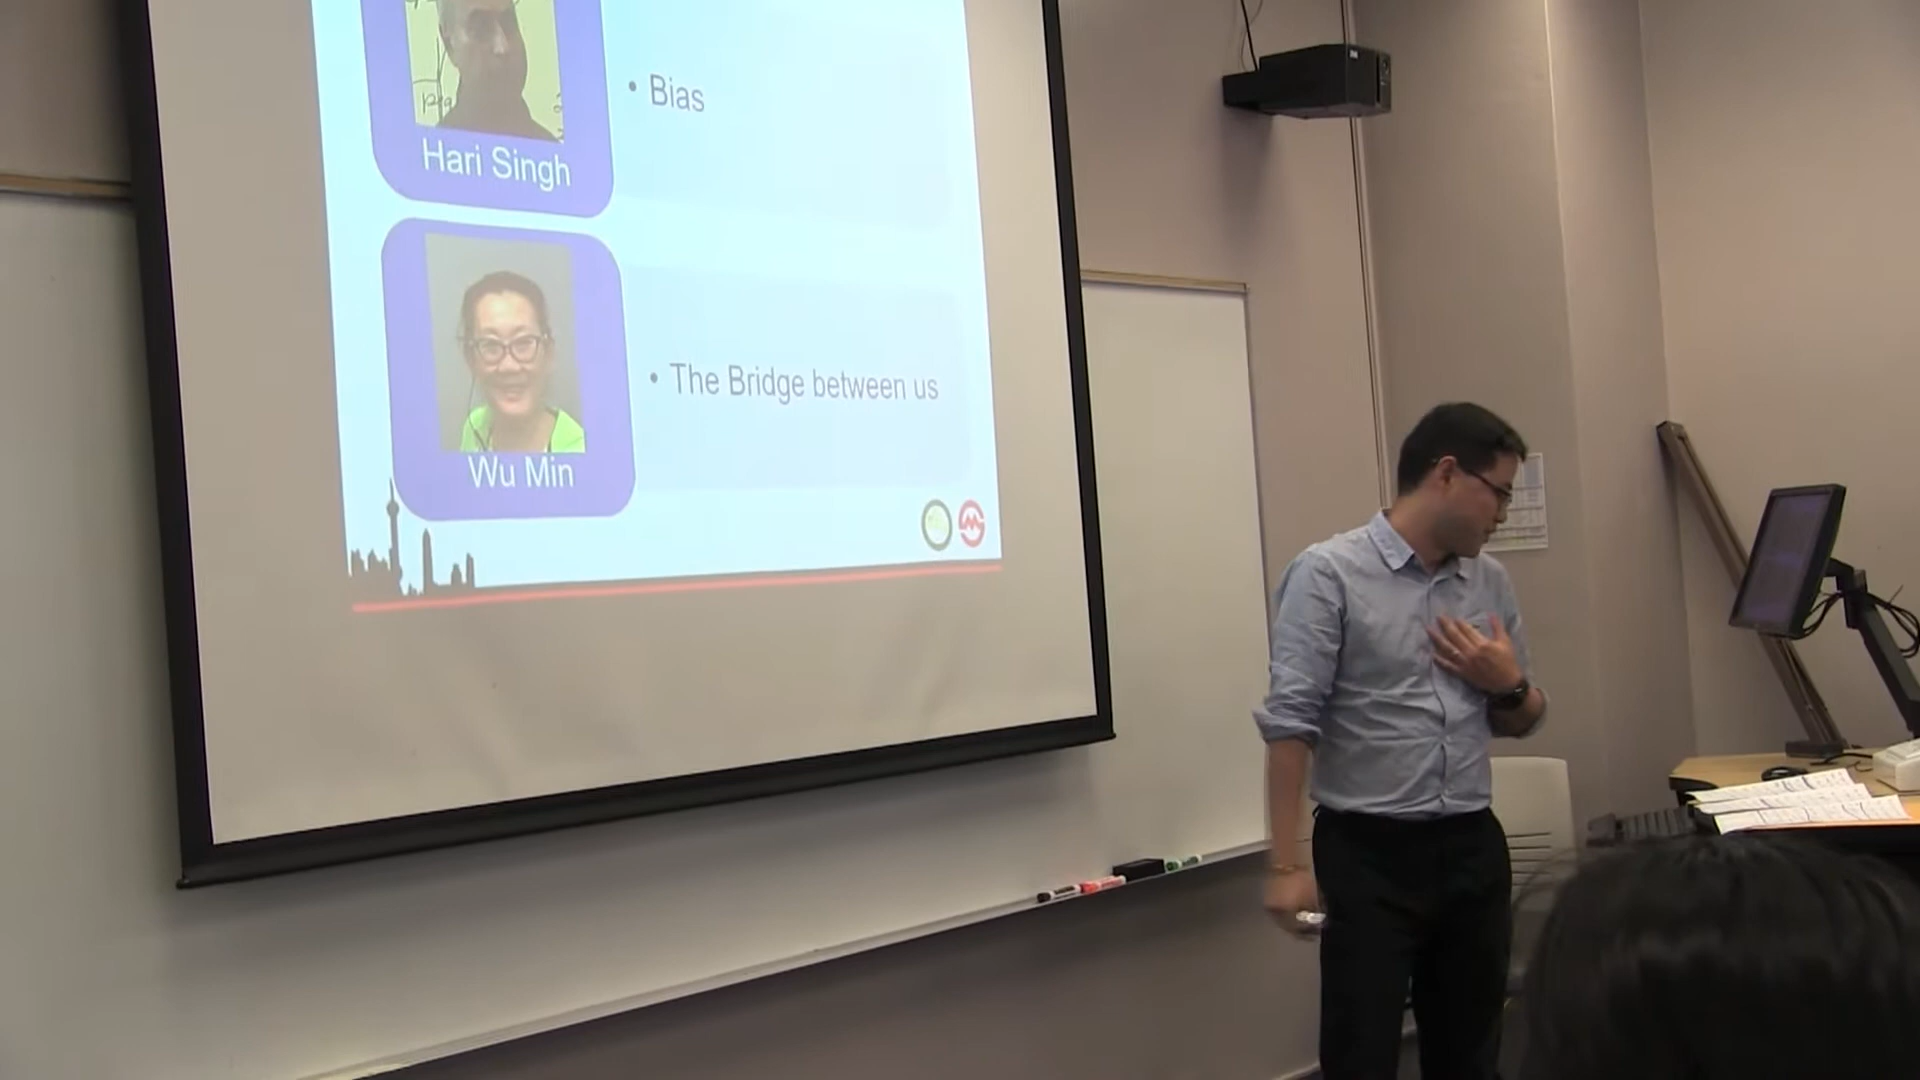 • Bias
Hari Singh
• The Bridge between us
Wu Min